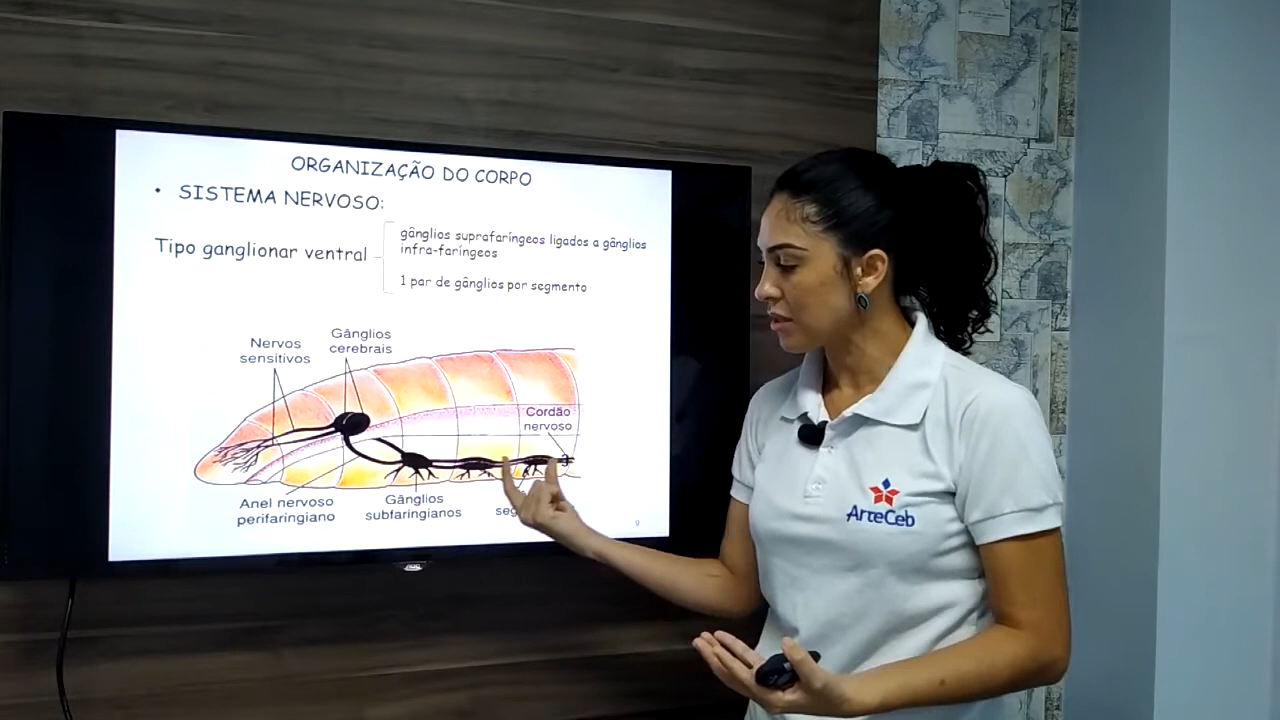 ORGANIZAÇÃO DO CORPO
• SISTEMA NERVOSO:
Tipo ganglionar ventral
gânglios suprafaríngeos ligados a gânglios
infra-faríngeos
1 par de gânglios por segmento
Nervos
sensitivos
Gânglios
cerebrais
Cordão
nervoso
Anel nervoso
perifaringiano
Gânglios
subfaringianos
9
ArteCeb